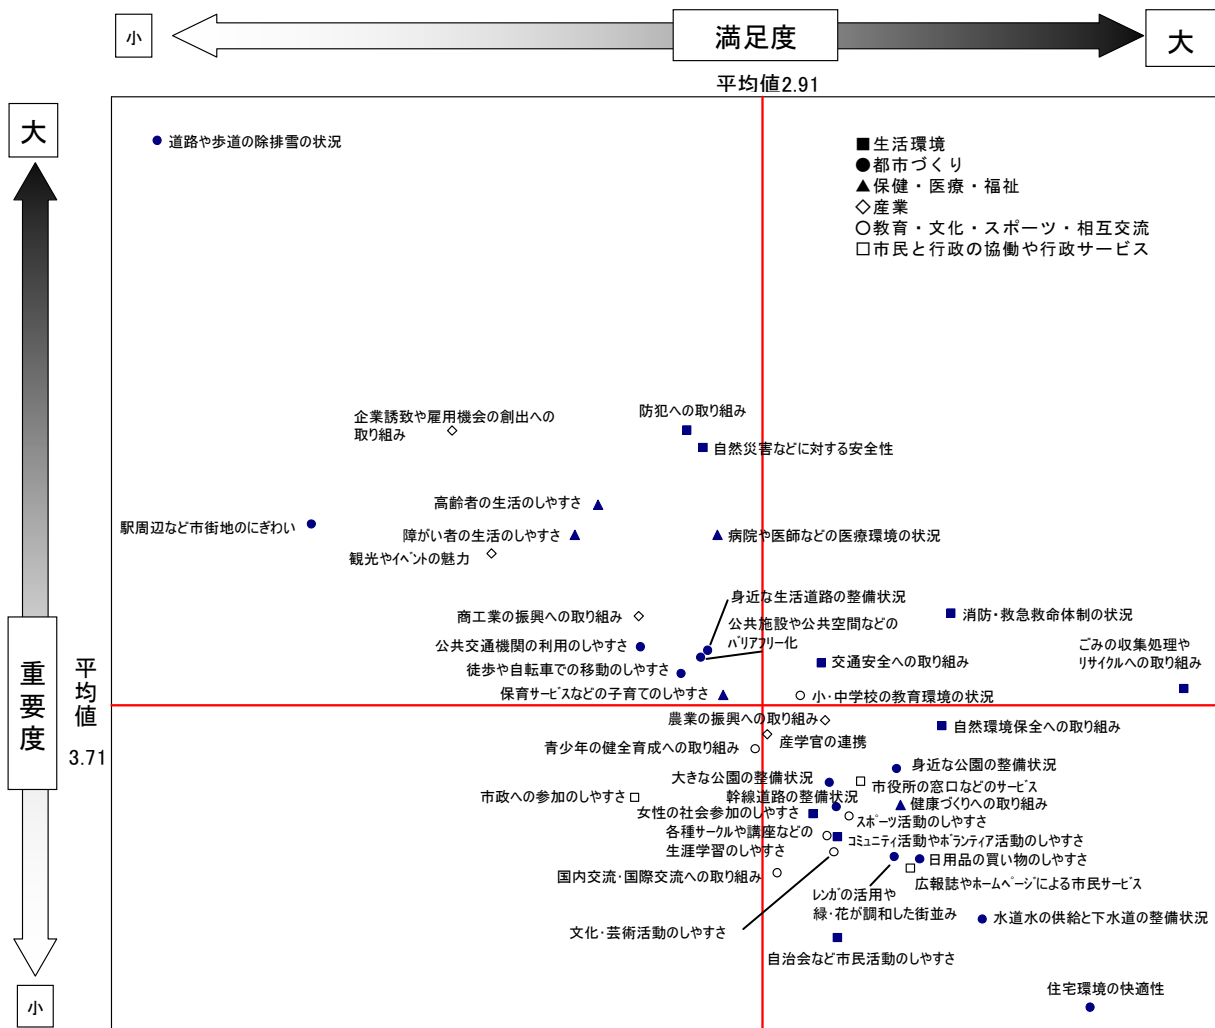 小
満足度
大
平均値2.91
大
道路や歩道の除排雪の状況
■生活環境
●都市づくり
▲保健・医療・福祉
◇産業
○教育・文化・スポーツ・相互交流
□市民と行政の協働や行政サービス
企業誘致や雇用機会の創出への
取り組み
防犯への取り組み
自然災害などに対する安全性
高齢者の生活のしやすさ
駅周辺など市街地のにぎわい
障がい者の生活のしやすさ
病院や医師などの医療環境の状況
観光やイベントの魅力
身近な生活道路の整備状況
商工業の振興への取り組み
消防・救急救命体制の状況
公共施設や公共空間などの
バリアフリー化
公共交通機関の利用のしやすさ
ごみの収集処理や
リサイクルへの取り組み
徒歩や自転車での移動のしやすさ
交通安全への取り組み
保育サービスなどの子育てのしやすさ
小・中学校の教育環境の状況
重要度
平均値
3.71
農業の振興への取り組み
自然環境保全への取り組み
産学官の連携
青少年の健全育成への取り組み
身近な公園の整備状況
大きな公園の整備状況
市役所の窓口などのサービス
市政への参加のしやすさ
幹線道路の整備状況
健康づくりへの取り組み
女性の社会参加のしやすさ
スポーツ活動のしやすさ
各種サークルや講座などの
生涯学習のしやすさ
コミュニティ活動やボランティア活動のしやすさ
日用品の買い物のしやすさ
国内交流・国際交流への取り組み
広報誌やホームページによる市民サービス
レンガの活用や
緑・花が調和した街並み
水道水の供給と下水道の整備状況
文化・芸術活動のしやすさ
自治会など市民活動のしやすさ
住宅環境の快適性
小